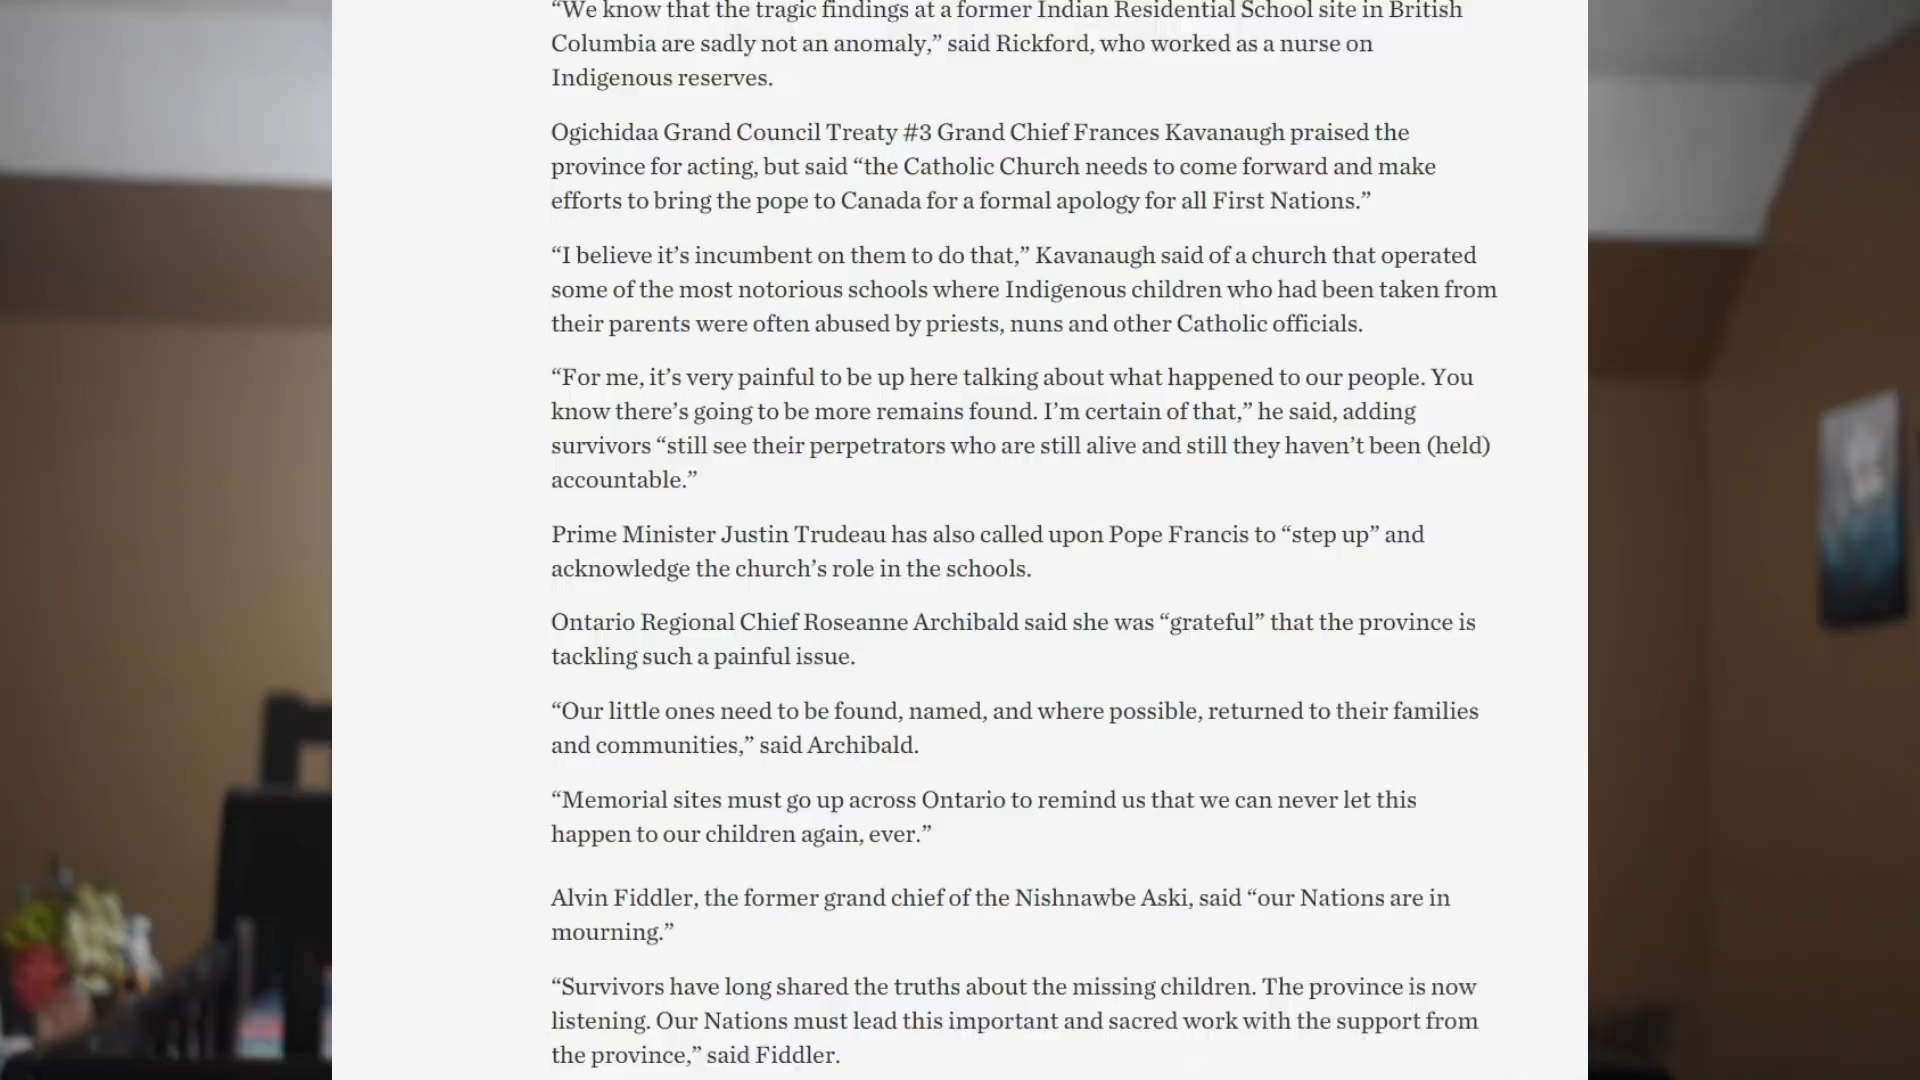 “We know that the tragic findings at a former Indian Residential School site in British
Columbia are sadly not an anomaly,” said Rickford, who worked as a nurse on
Indigenous reserves.
Ogichidaa Grand Council Treaty #3 Grand Chief Frances Kavanaugh praised the
province for acting, but said “the Catholic Church needs to come forward and make
efforts to bring the pope to Canada for a formal apology for all First Nations.”
“I believe it’s incumbent on them to do that,” Kavanaugh said of a church that operated
some of the most notorious schools where Indigenous children who had been taken from
their parents were often abused by priests, nuns and other Catholic officials.
“For me, it’s very painful to be up here talking about what happened to our people. You
know there’s going to be more remains found. I’m certain of that,” he said, adding
survivors “still see their perpetrators who are still alive and still they haven’t been (held)
accountable.”
Prime Minister Justin Trudeau has also called upon Pope Francis to “step up” and
acknowledge the church’s role in the schools.
Ontario Regional Chief Roseanne Archibald said she was “grateful” that the province is
tackling such a painful issue.
“Our little ones need to be found, named, and where possible, returned to their families
and communities,” said Archibald.
“Memorial sites must go up across Ontario to remind us that we can never let this
happen to our children again, ever.”
Alvin Fiddler, the former grand chief of the Nishnawbe Aski, said “our Nations are in
mourning.”
“Survivors have long shared the truths about the missing children. The province is now
listening. Our Nations must lead this important and sacred work with the support from
the province,” said Fiddler.